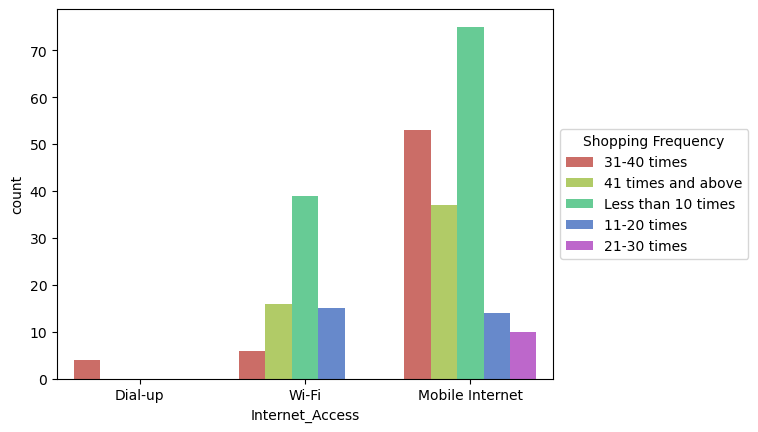 70
60
50
40
30
20
10
0
count
Dial-up
Wi-Fi
Mobile Internet
Internet_Access
Shopping Frequency
31-40 times
41 times and above
Less than 10 times
11-20 times
21-30 times